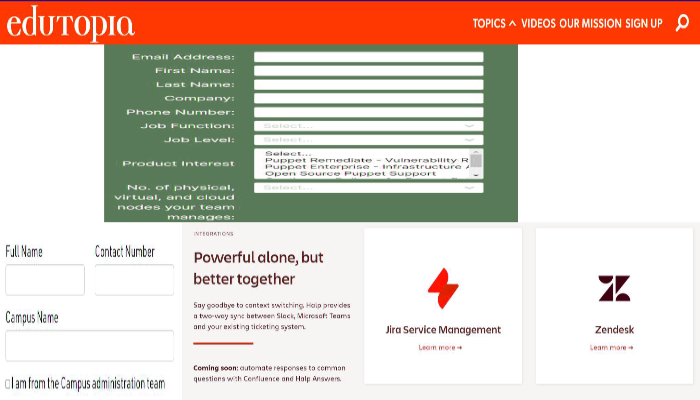 edutopia
TOPICS VIDEOS OUR MISSION SIGN UP
Email Address:
First Name:
Last Name:
Company:
Phone Number:
Job Function: Select...
Job Level: Select...
Product Interest
Select...
Puppet Remediate - Vulnerability R
Puppet Enterprise - Infrastructure A
Open Source Puppet Support
No. of physical, Select...
virtual, and cloud
nodes your team
manages:
Full Name Contact Number
Campus Name
I am from the Campus administration team
INTEGRATIONS
Powerful alone, but
better together
Say goodbye to context switching. Halp provides
a two-way sync between Slack, Microsoft Teams
and your existing ticketing system.
Coming soon: automate responses to common
questions with Confluence and Halp Answers.
Jira Service Management
Learn more →
Zendesk
Learn more →